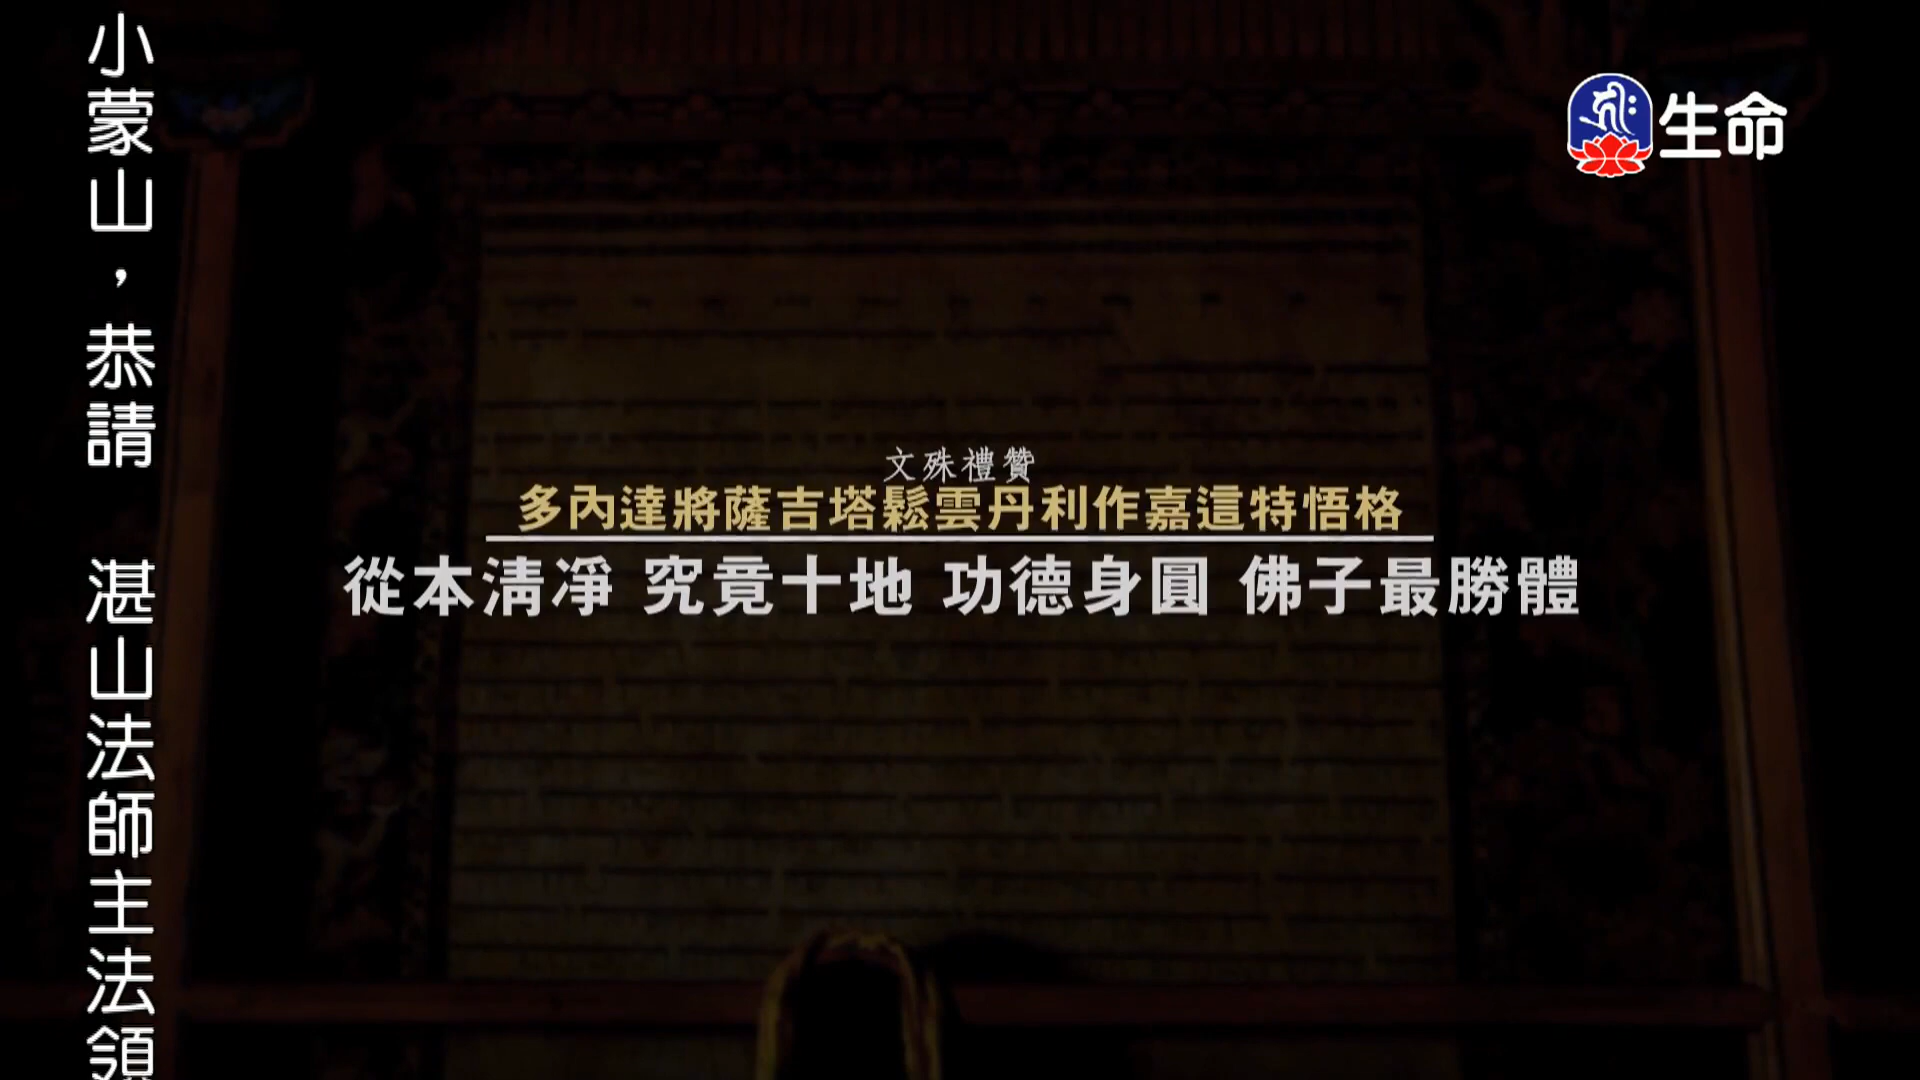 小蒙山，恭請 湛山法師主法領
生命
文殊禮贊
多內達將薩吉塔鬆雲丹利作嘉這特悟格
從本清淨 究竟十地 功德身圓 佛子最勝體